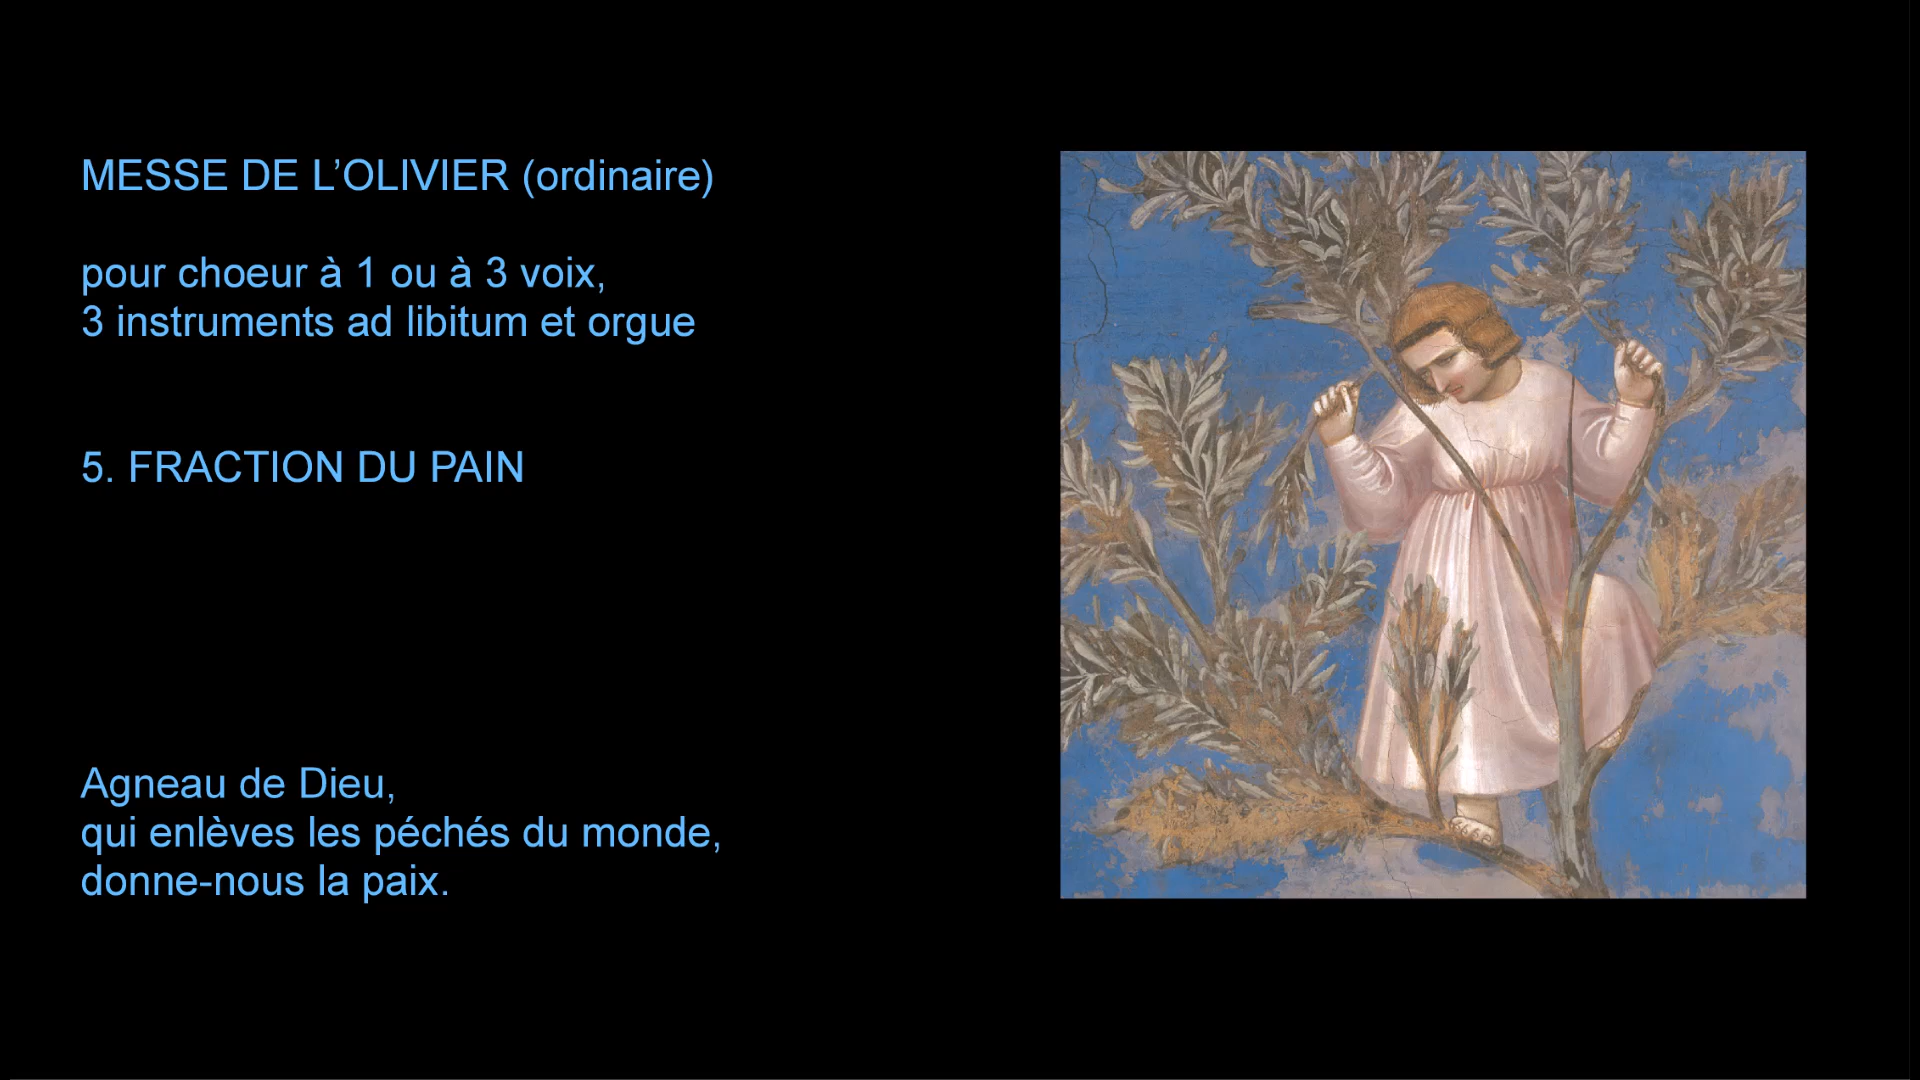 MESSE DE L’OLIVIER (ordinaire)
pour choeur à 1 ou à 3 voix,
3 instruments ad libitum et orgue
5. FRACTION DU PAIN
Agneau de Dieu,
qui enlèves les péchés du monde,
donne-nous la paix.